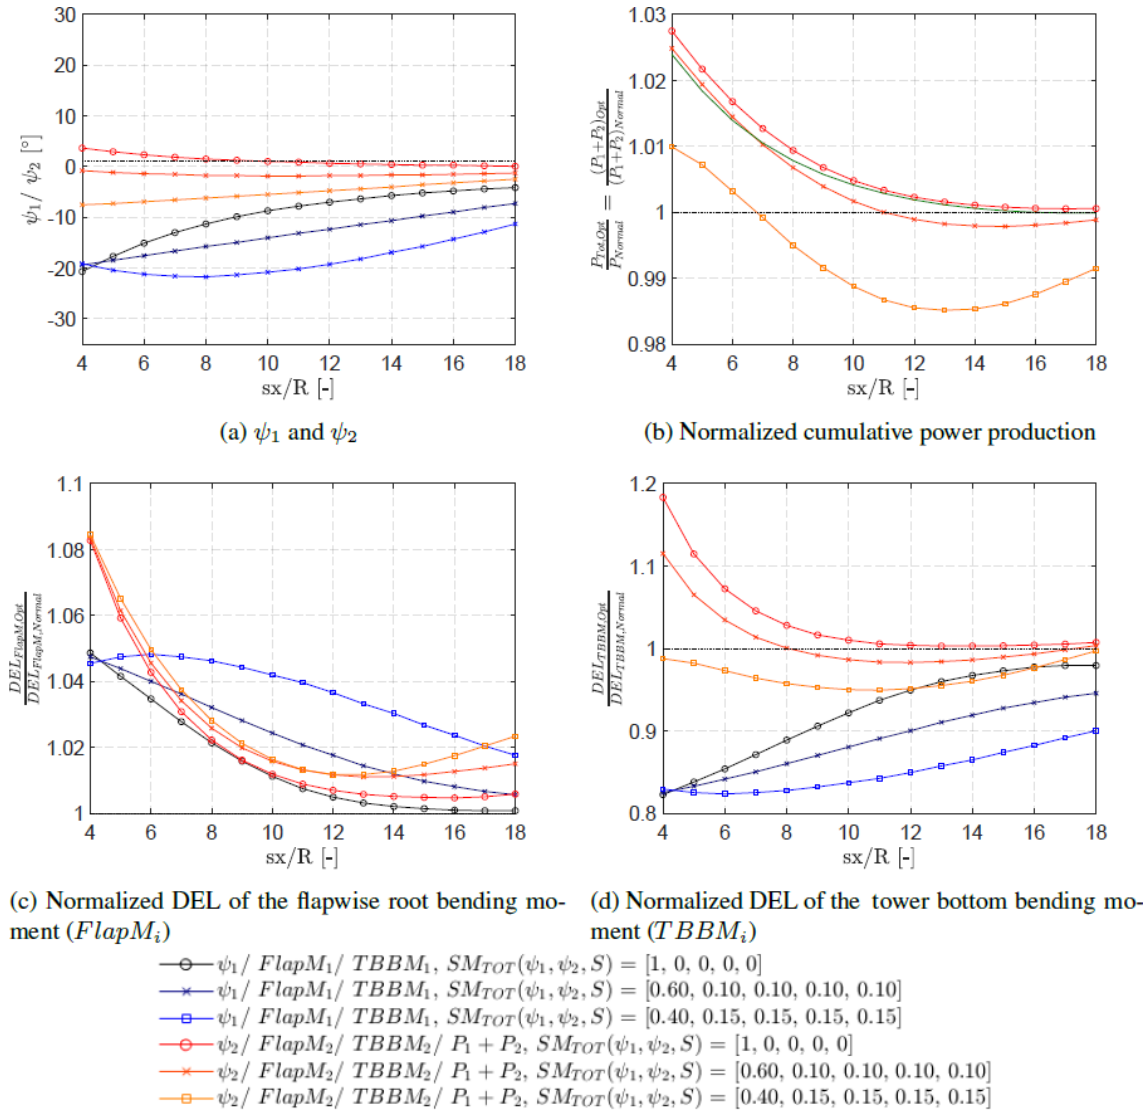 30
20
10
0
-10
-20
-30
4 6 8 10 12 14 16 18
ψ1/ ψ2 [°]
sx/R [-]
(a) ψ1 and ψ2
1.03
1.02
1.01
1
0.99
0.98
4 6 8 10 12 14 16 18
P_Tot,Opt / P_Normal = (P1+P2)_Opt / (P1+P2)_Normal
sx/R [-]
(b) Normalized cumulative power production
1.1
1.08
1.06
1.04
1.02
1
4 6 8 10 12 14 16 18
DEL_FlapM,Opt / DEL_FlapM,Normal
sx/R [-]
(c) Normalized DEL of the flapwise root bending mo-
ment (FlapM_i)
1.2
1.1
1
0.9
0.8
4 6 8 10 12 14 16 18
DEL_TBBM,Opt / DEL_TBBM,Normal
sx/R [-]
(d) Normalized DEL of the tower bottom bending mo-
ment (TBBM_i)
ψ1/ FlapM1/ TBBM1, SM_TOT(ψ1, ψ2, S) = [1, 0, 0, 0, 0]
ψ1/ FlapM1/ TBBM1, SM_TOT(ψ1, ψ2, S) = [0.60, 0.10, 0.10, 0.10, 0.10]
ψ1/ FlapM1/ TBBM1, SM_TOT(ψ1, ψ2, S) = [0.40, 0.15, 0.15, 0.15, 0.15]
ψ2/ FlapM2/ TBBM2/ P1 + P2, SM_TOT(ψ1, ψ2, S) = [1, 0, 0, 0, 0]
ψ2/ FlapM2/ TBBM2/ P1 + P2, SM_TOT(ψ1, ψ2, S) = [0.60, 0.10, 0.10, 0.10, 0.10]
ψ2/ FlapM2/ TBBM2/ P1 + P2, SM_TOT(ψ1, ψ2, S) = [0.40, 0.15, 0.15, 0.15, 0.15]